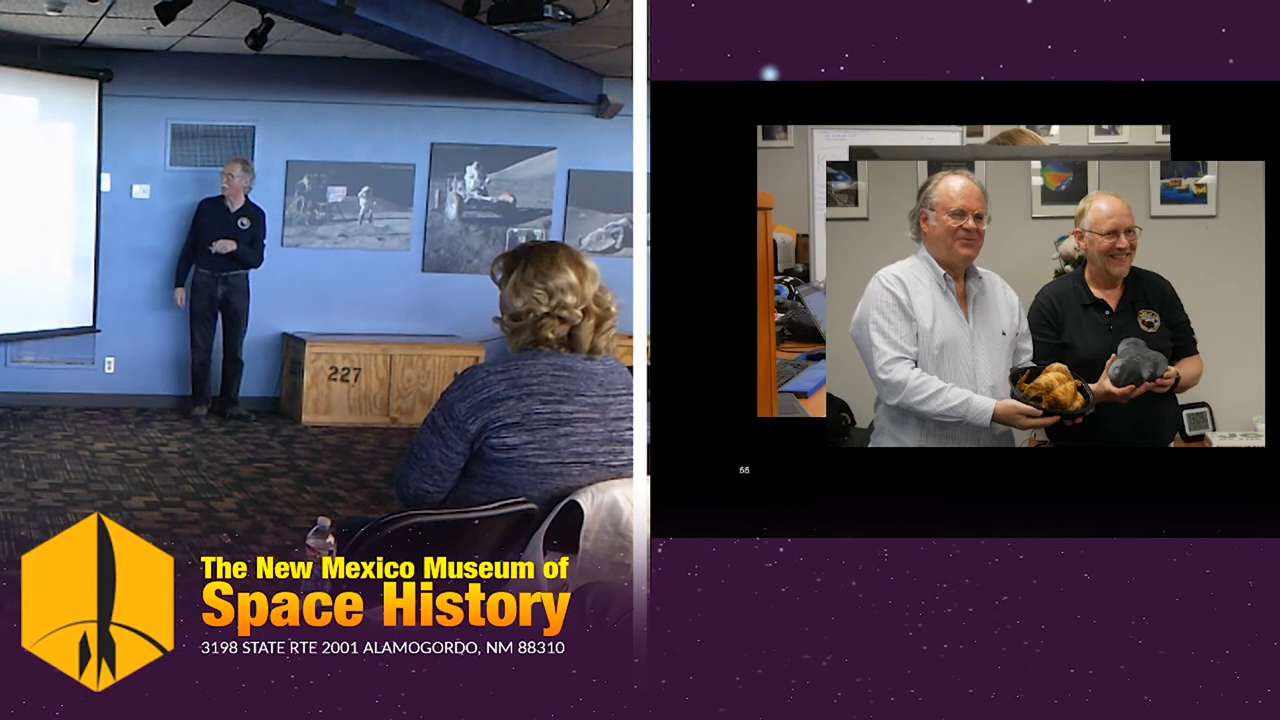 227
The New Mexico Museum of
Space History
3198 STATE RTE 2001 ALAMOGORDO, NM 88310
55